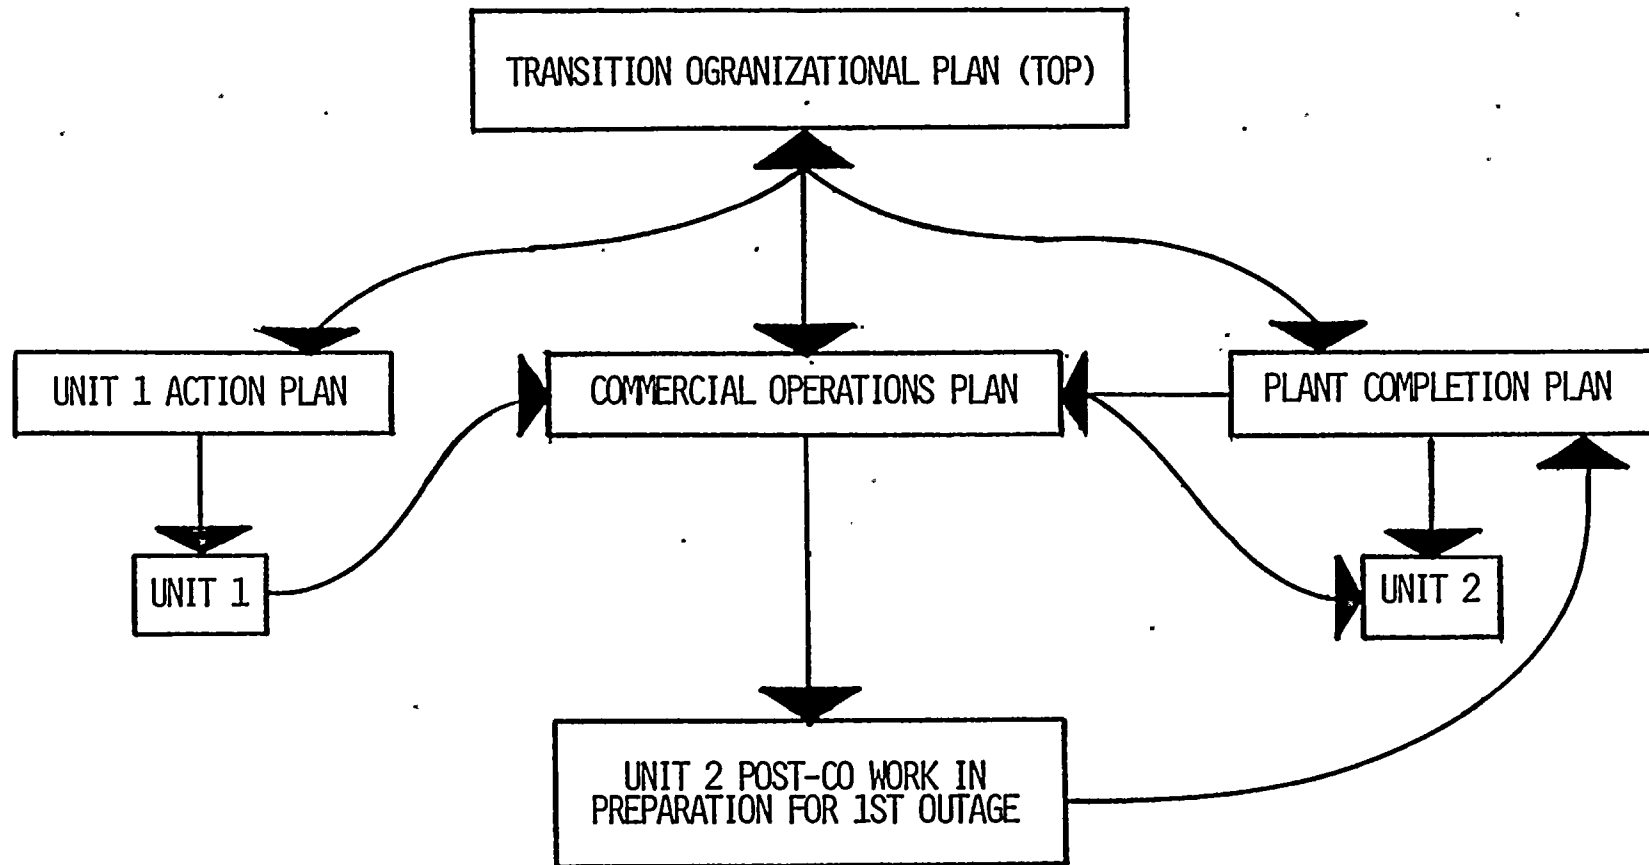 TRANSITION OGRANIZATIONAL PLAN (TOP)
UNIT 1 ACTION PLAN
COMMERCIAL OPERATIONS PLAN
PLANT COMPLETION PLAN
UNIT 1
UNIT 2
UNIT 2 POST-CO WORK IN
PREPARATION FOR 1ST OUTAGE